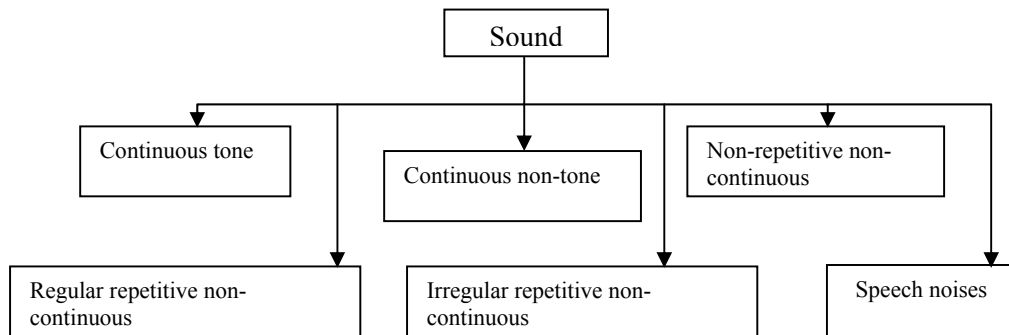 Sound
Continuous tone
Continuous non-tone
Non-repetitive non-
continuous
Regular repetitive non-
continuous
Irregular repetitive non-
continuous
Speech noises